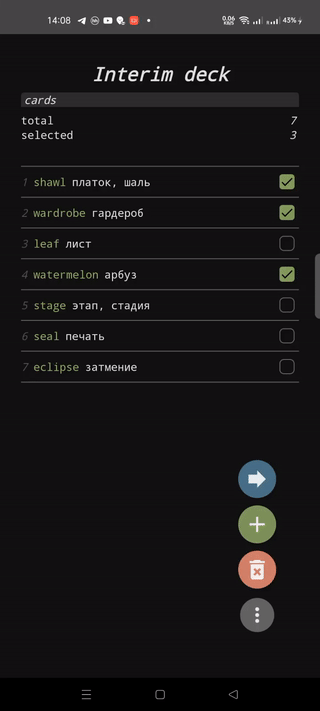 14:08
0.06
KB/S
43%
Interim deck
cards
total 7
selected 3
1 shawl платок, шаль
2 wardrobe гардероб
3 leaf лист
4 watermelon арбуз
5 stage этап, стадия
6 seal печать
7 eclipse затмение